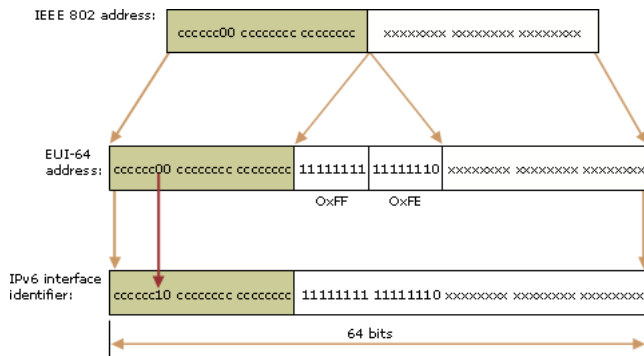 IEEE 802 address:
cccccc00 cccccccc cccccccc
xxxxxxxx xxxxxxxx xxxxxxxx
EUI-64
address:
cccccc00 cccccccc cccccccc
11111111
11111110
xxxxxxxx xxxxxxxx xxxxxxxx
0xFF
0xFE
IPv6 interface
identifier:
cccccc10 cccccccc cccccccc
11111111 11111110 xxxxxxxx xxxxxxxx xxxxxxxx
64 bits